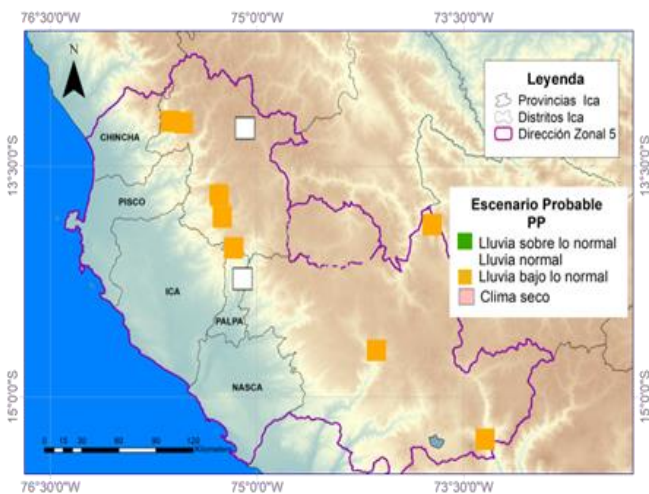 76°30'0"W 75°0'0"W 73°30'0"W
N
Leyenda
Provincias Ica
Distritos Ica
Dirección Zonal 5
CHINCHA
13°30'0"S
13°30'0"S
PISCO
Escenario Probable
PP
Lluvia sobre lo normal
Lluvia normal
Lluvia bajo lo normal
Clima seco
ICA
PALPA
NASCA
15°0'0"S
15°0'0"S
0 15 30 60 90 120
76°30'0"W 75°0'0"W 73°30'0"W